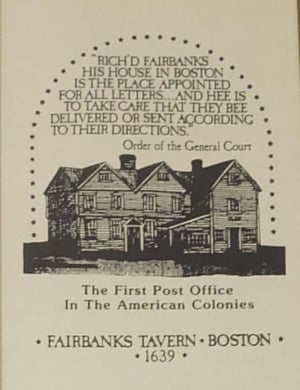 "RICH'D FAIRBANKS
HIS HOUSE IN BOSTON
IS THE PLACE APPOINTED
FOR ALL LETTERS...AND HEE IS
TO TAKE CARE THAT THEY BEE
DELIVERED OR SENT ACCORDING
TO THEIR DIRECTIONS."
Order of the General Court
The First Post Office
In The American Colonies
• FAIRBANKS TAVERN • BOSTON •
• 1639 •